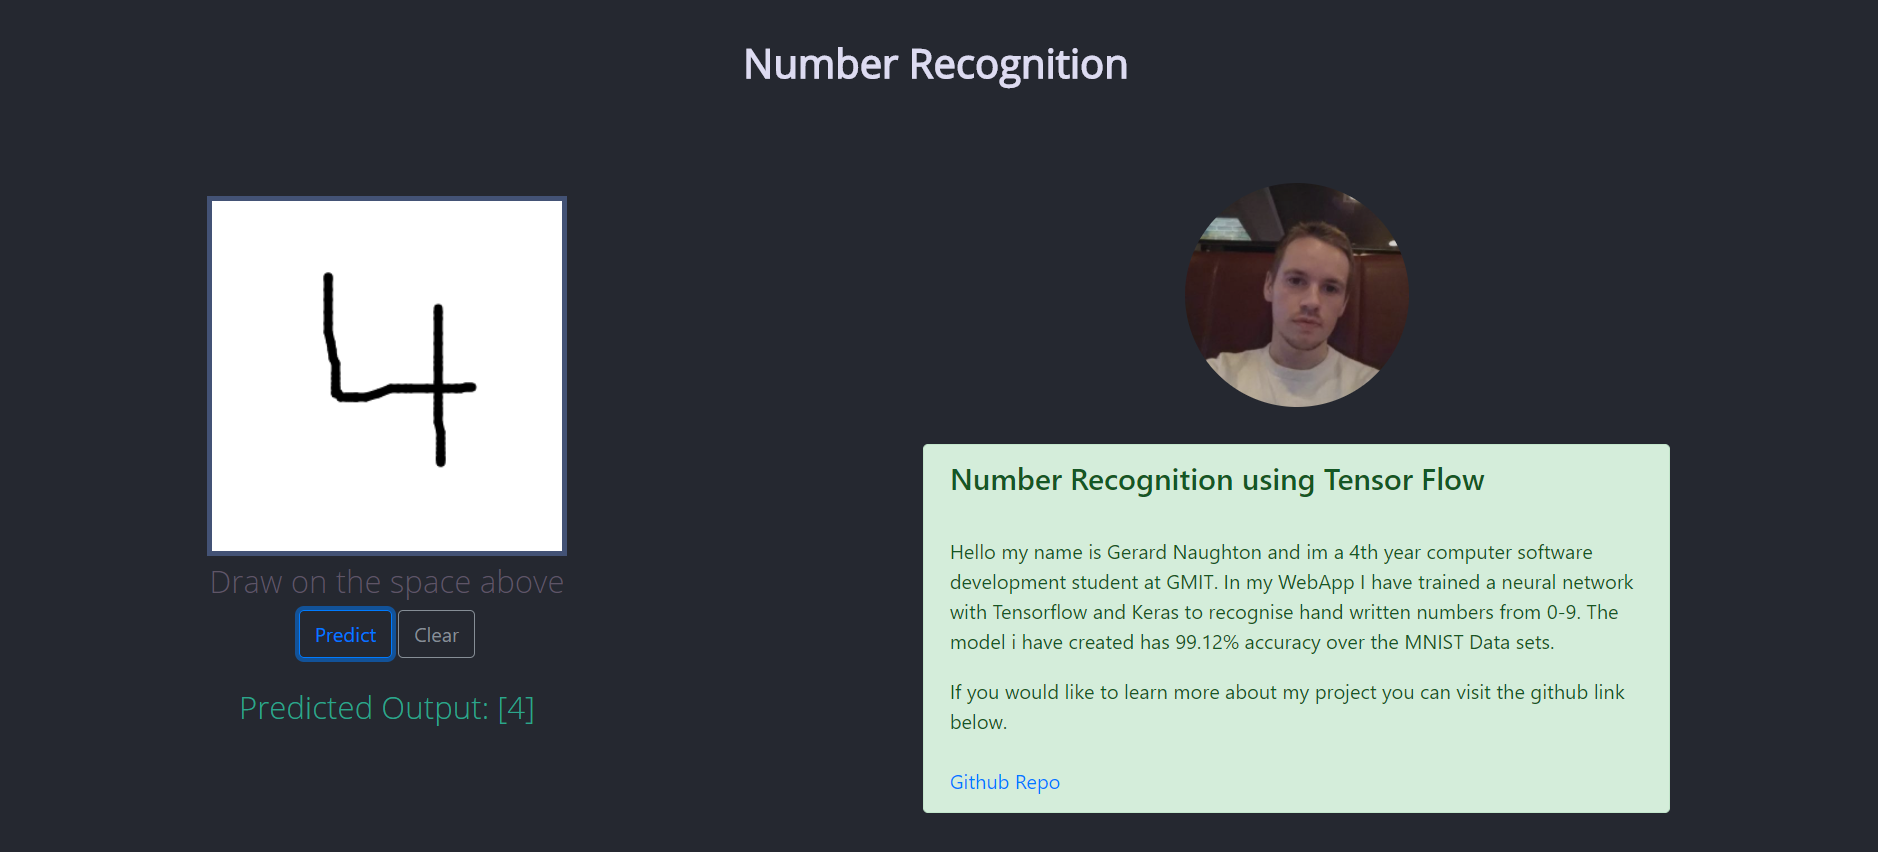 Number Recognition
4
Draw on the space above
Predict
Clear
Predicted Output: [4]
Number Recognition using Tensor Flow
Hello my name is Gerard Naughton and im a 4th year computer software
development student at GMIT. In my WebApp I have trained a neural network
with Tensorflow and Keras to recognise hand written numbers from 0-9. The
model i have created has 99.12% accuracy over the MNIST Data sets.
If you would like to learn more about my project you can visit the github link
below.
Github Repo